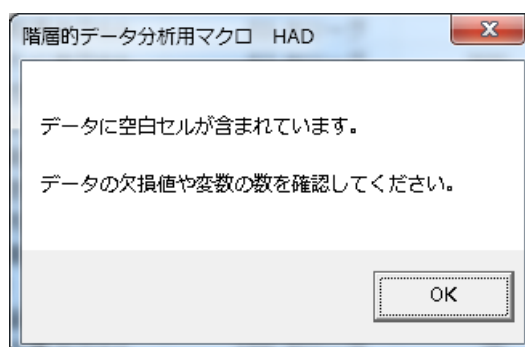 階層的データ分析用マクロ HAD
データに空白セルが含まれています。
データの欠損値や変数の数を確認してください。
OK